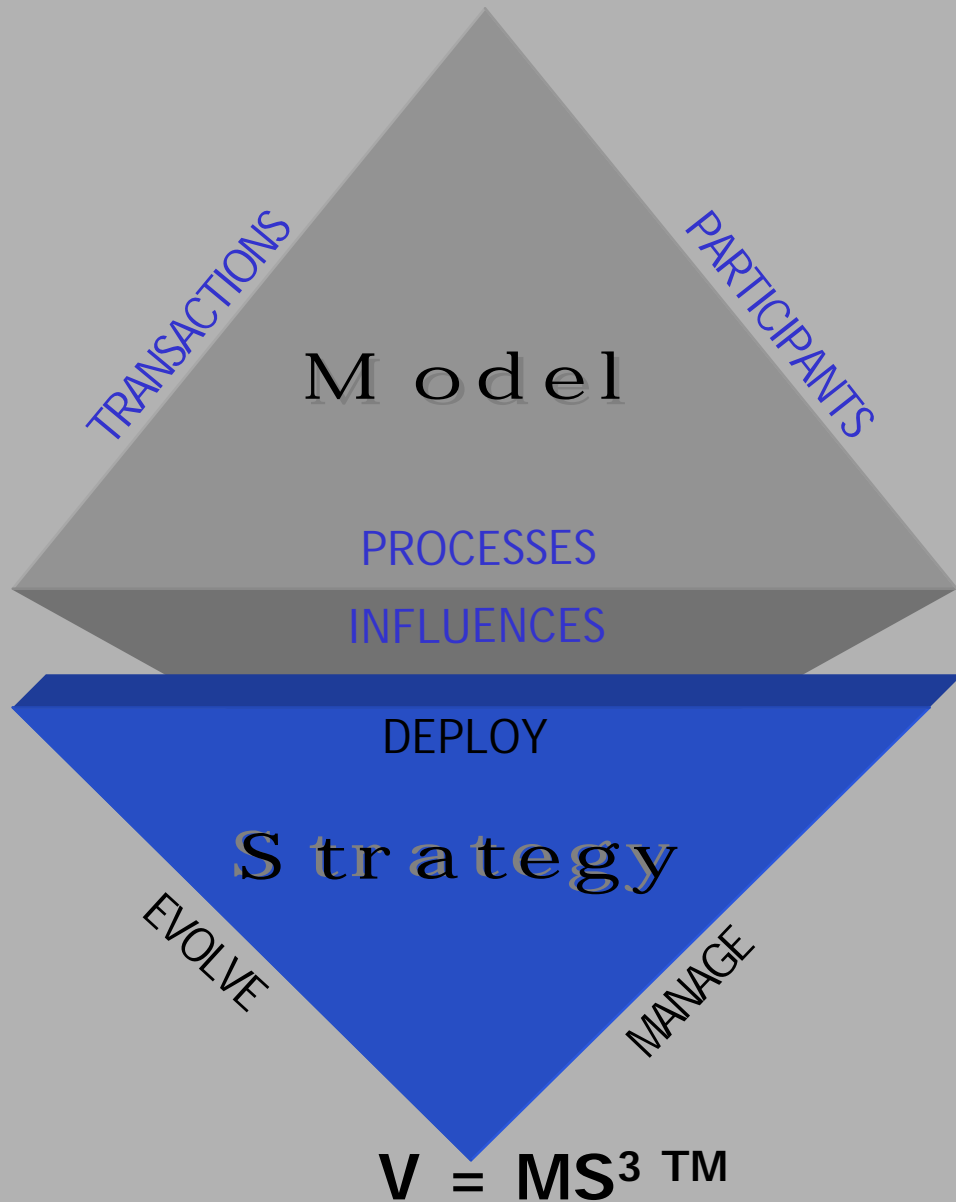 TRANSACTIONS
PARTICIPANTS
Model
PROCESSES
INFLUENCES
DEPLOY
Strategy
EVOLVE
MANAGE
V = MS³ ™